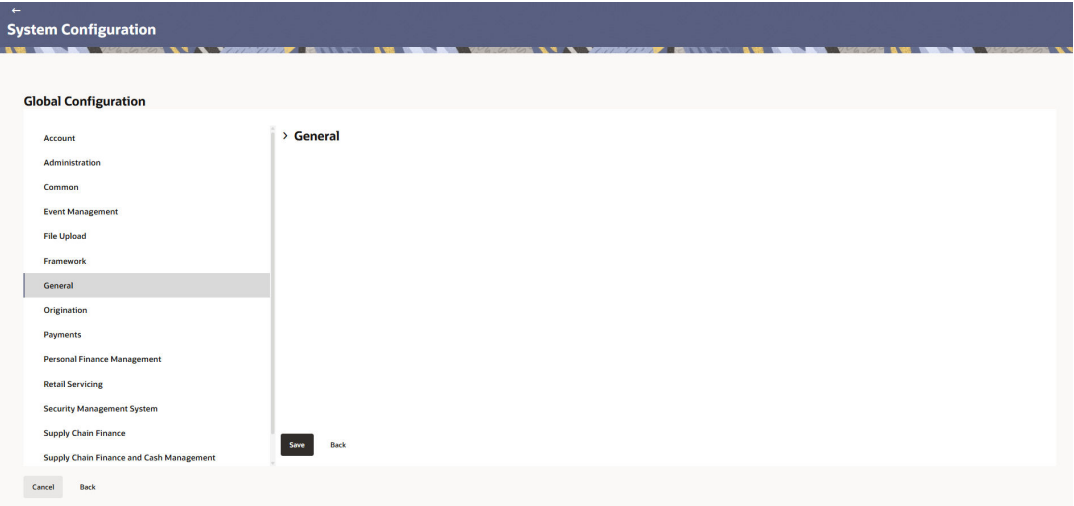 System Configuration
Global Configuration
Account
Administration
Common
Event Management
File Upload
Framework
General
Origination
Payments
Personal Finance Management
Retail Servicing
Security Management System
Supply Chain Finance
Supply Chain Finance and Cash Management
General
Save Back
Cancel Back